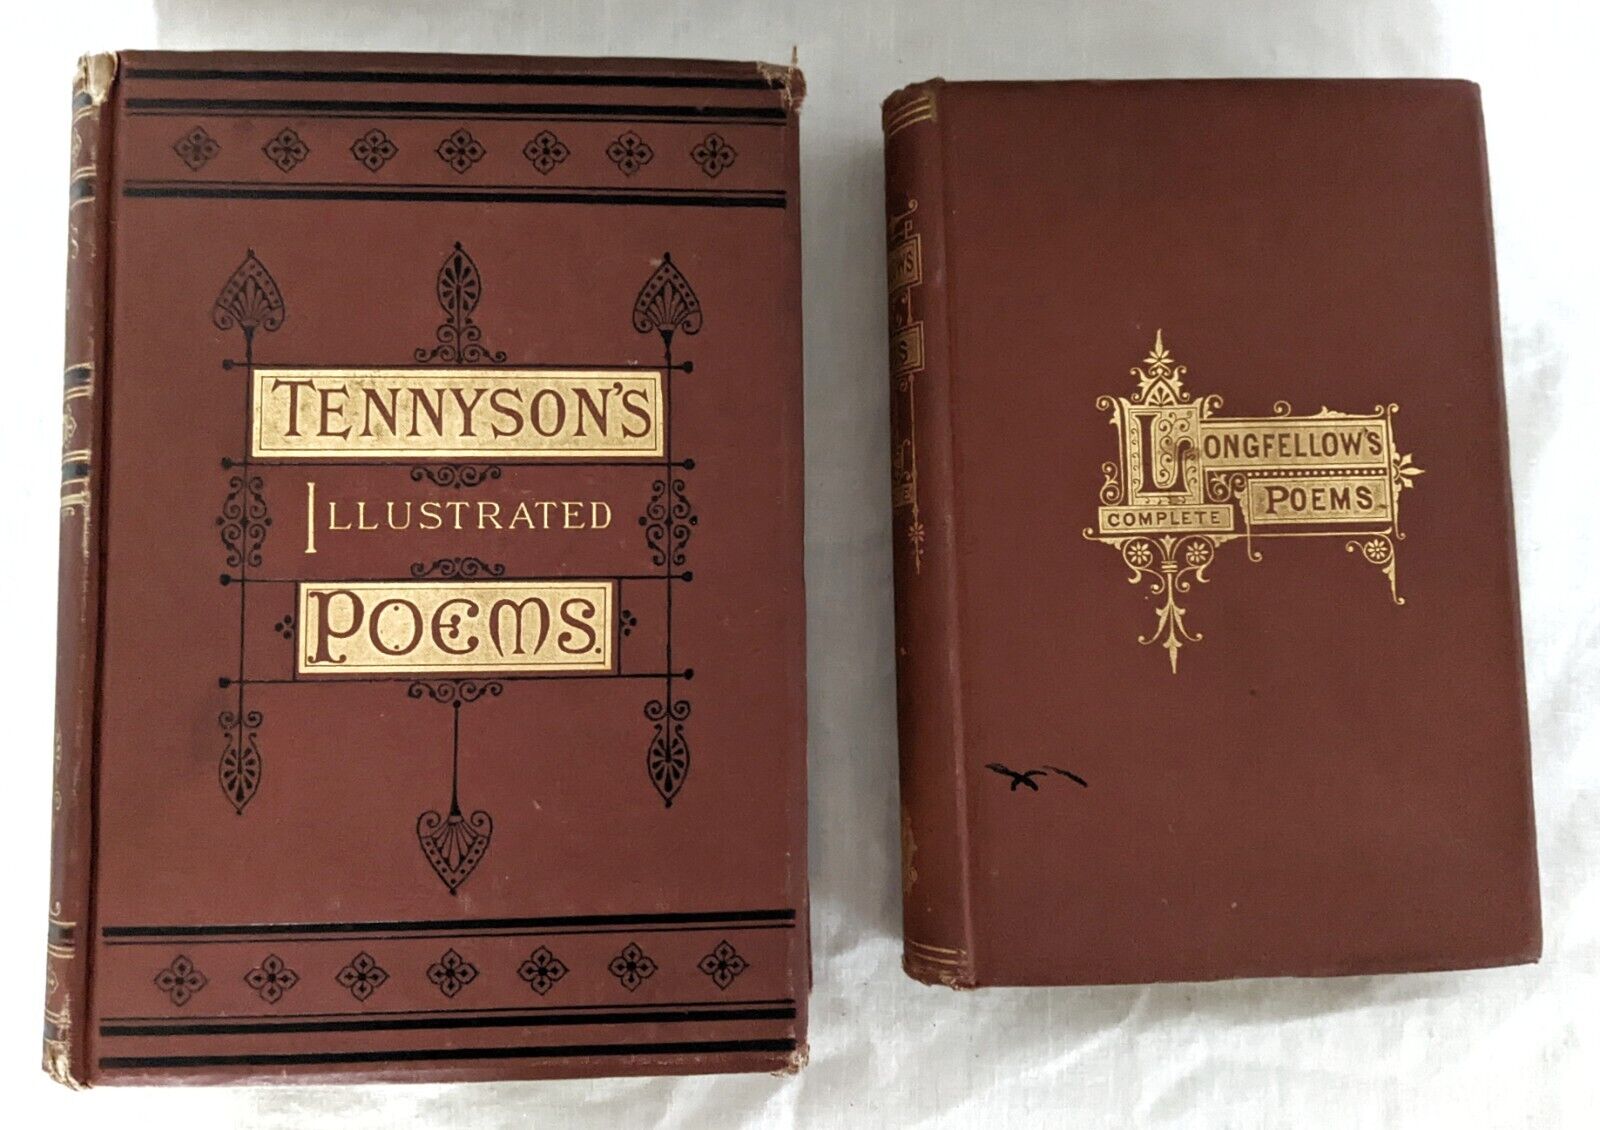 TENNYSON'S
ILLUSTRATED
POEMS.
LONGFELLOW'S
POEMS
COMPLETE